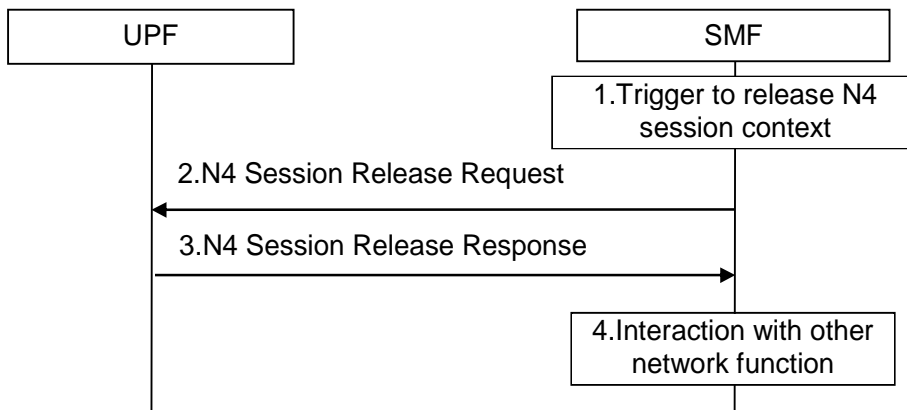 UPF
SMF
1.Trigger to release N4
session context
2.N4 Session Release Request
3.N4 Session Release Response
4.Interaction with other
network function